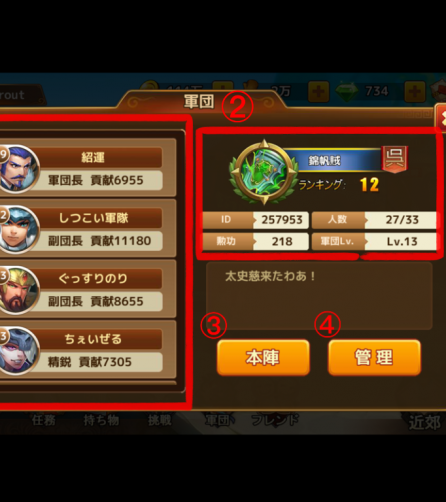 rout
734
軍団 ②
9
紹運
軍団長 貢献6955
2
しつこい軍隊
副団長 貢献11180
3
ぐっすりのり
副団長 貢献8655
3
ちぇいぜる
精鋭 貢献7305
錦帆賊
呉
ランキング: 12
ID 257953 人数 27/33
勲功 218 軍団Lv. Lv.13
太史慈来たわあ！
③ ④
本陣 管理
任務 持ち物 挑戦 軍団 フレンド 近郊